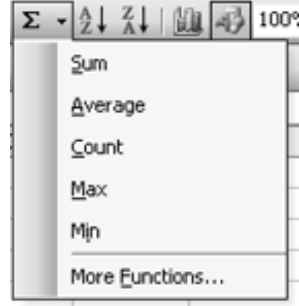 Σ A Z Z A 100%
Sum
Average
Count
Max
Min
More Functions...